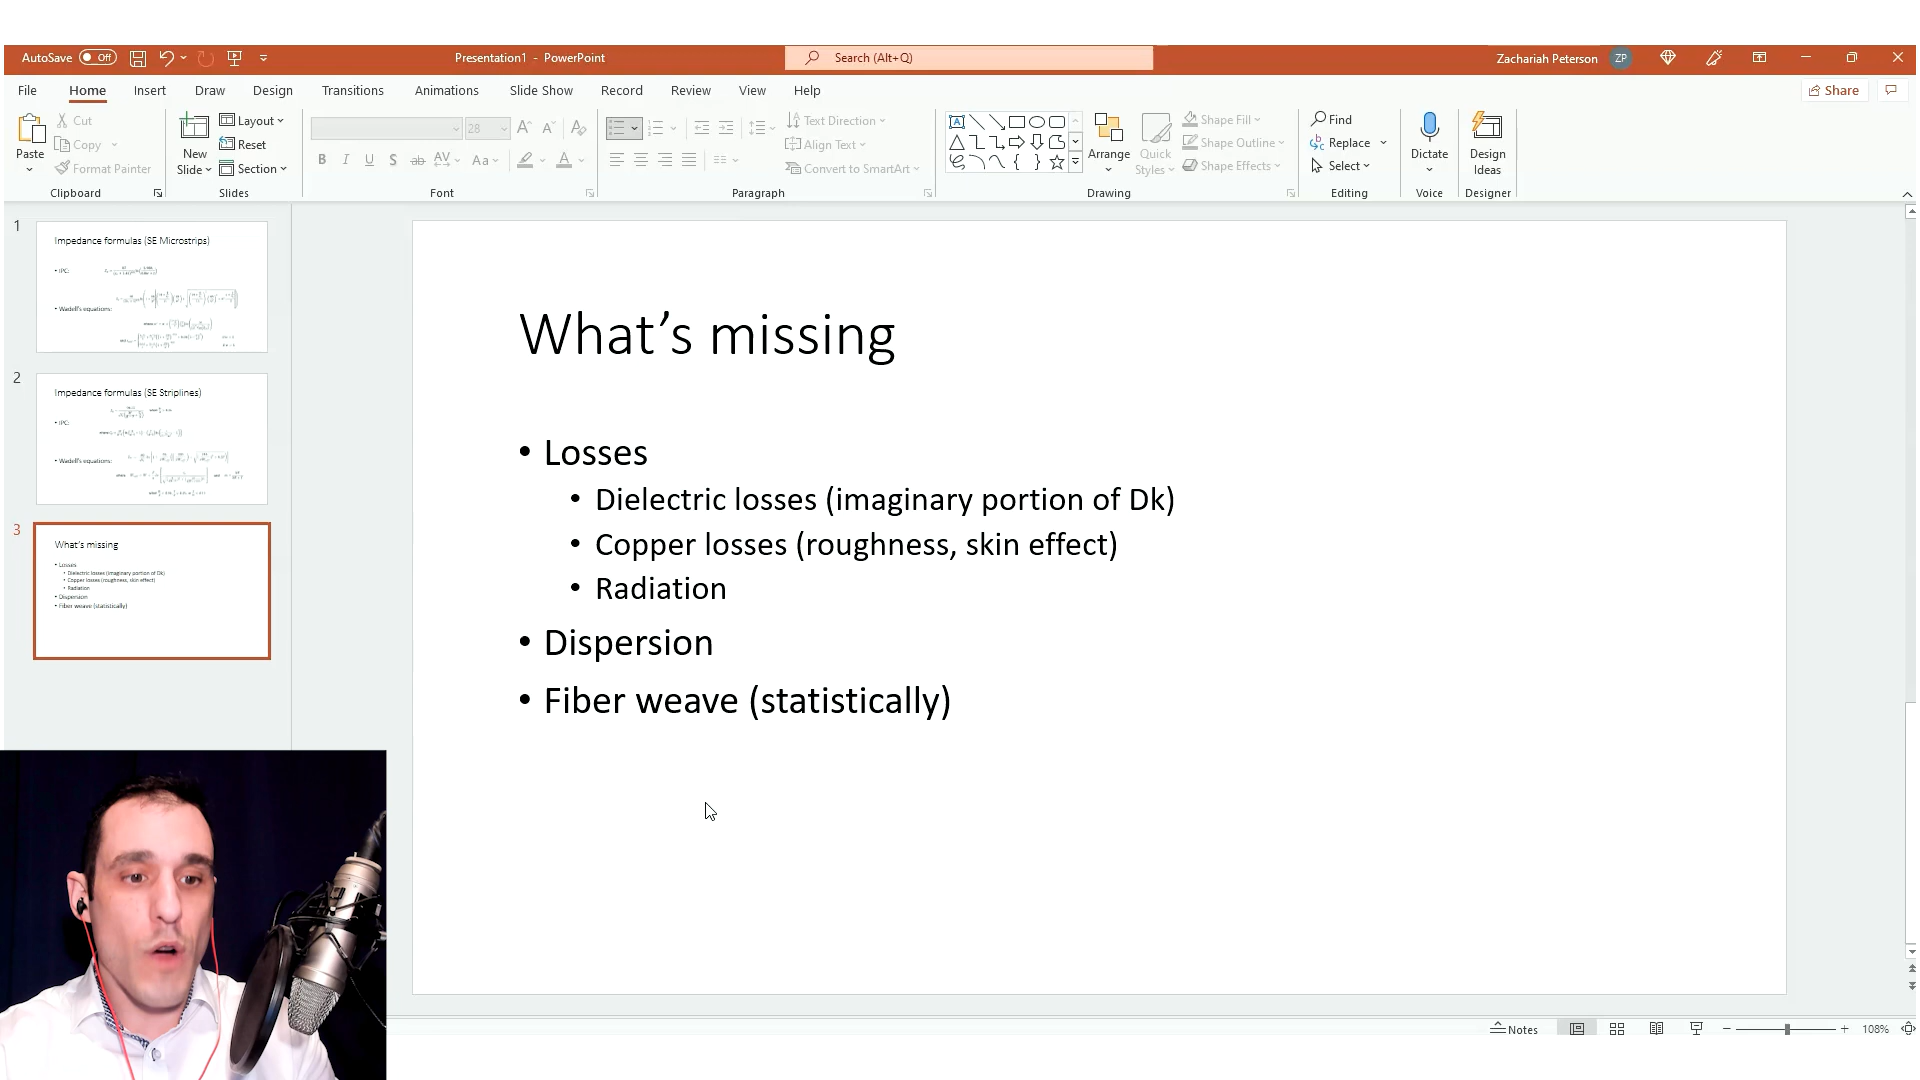 AutoSave Off
Presentation1 - PowerPoint
Search (Alt+Q)
Zachariah Peterson ZP
File Home Insert Draw Design Transitions Animations Slide Show Record Review View Help
Share
Paste
Cut
Copy
Format Painter
Clipboard
New Slide
Layout
Reset
Section
Slides
28
Font
Text Direction
Align Text
Convert to SmartArt
Paragraph
Arrange
Quick Styles
Shape Fill
Shape Outline
Shape Effects
Drawing
Find
Replace
Select
Editing
Dictate
Voice
Design Ideas
Designer
1
Impedance formulas (SE Microstrips)
• IPC:
• Wadell's equations:
2
Impedance formulas (SE Striplines)
• IPC:
• Wadell's equations:
3
What's missing
• Losses
• Dielectric losses (imaginary portion of Dk)
• Copper losses (roughness, skin effect)
• Radiation
• Dispersion
• Fiber weave (statistically)
What’s missing
• Losses
• Dielectric losses (imaginary portion of Dk)
• Copper losses (roughness, skin effect)
• Radiation
• Dispersion
• Fiber weave (statistically)
Notes
108%